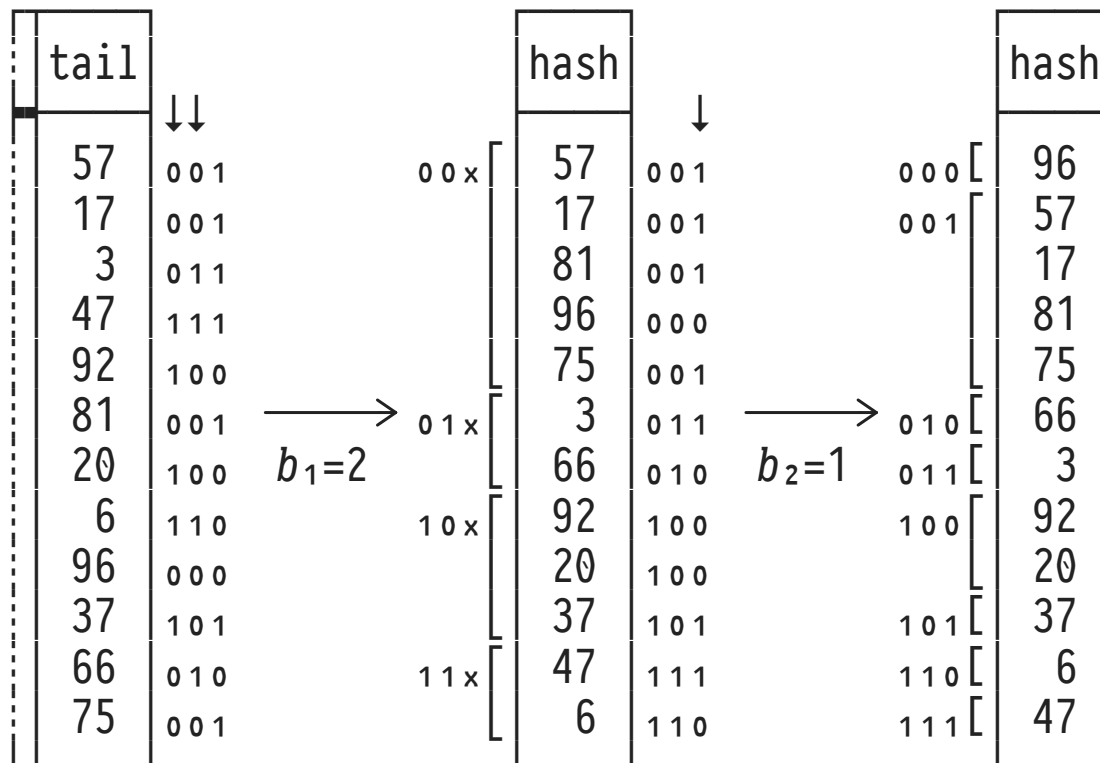 tail hash hash
↓↓ ↓
57 001 00x 57 001 000 96
17 001 17 001 001 57
3 011 81 001 17
47 111 96 000 81
92 100 75 001 75
81 001 01x 3 011 010 66
20 100 b₁=2 66 010 b₂=1 011 3
6 110 10x 92 100 100 92
96 000 20 100 20
37 101 37 101 101 37
66 010 11x 47 111 110 6
75 001 6 110 111 47